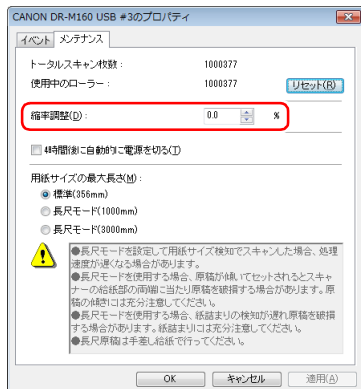 CANON DR-M160 USB #3のプロパティ
イベント メンテナンス
トータルスキャン枚数： 1000377
使用中のローラー： 1000377 リセット(R)
縮率調整(D)： 0.0 %
4時間後に自動的に電源を切る(T)
用紙サイズの最大長さ(M)：
標準(356mm)
長尺モード(1000mm)
長尺モード(3000mm)
●長尺モードを設定して用紙サイズ検知でスキャンした場合、処理
速度が遅くなる場合があります。
●長尺モードを使用する場合、原稿が傾いてセットされるとスキャ
ナーの給紙部の両端に当たり原稿を破損する場合があります。原
稿の傾きには充分注意してください。
●長尺モードを使用する場合、紙詰まりの検知が遅れ原稿を破損
する場合があります。紙詰まりには注意してください。
●長尺原稿は手差し給紙で行ってください。
OK キャンセル 適用(A)